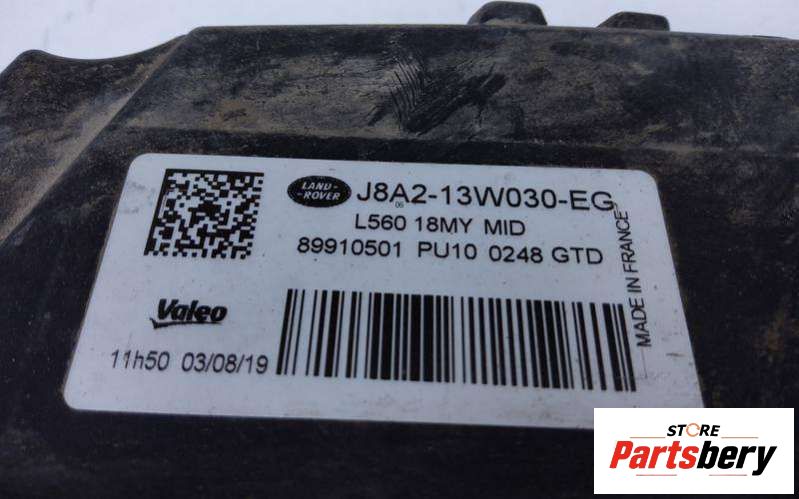 LAND-
-ROVER
J8A2-13W030-EG
06
L560 18MY MID
89910501 PU10 0248 GTD
Valeo
11h50 03/08/19
MADE IN FRANCE
STORE
Partsbery